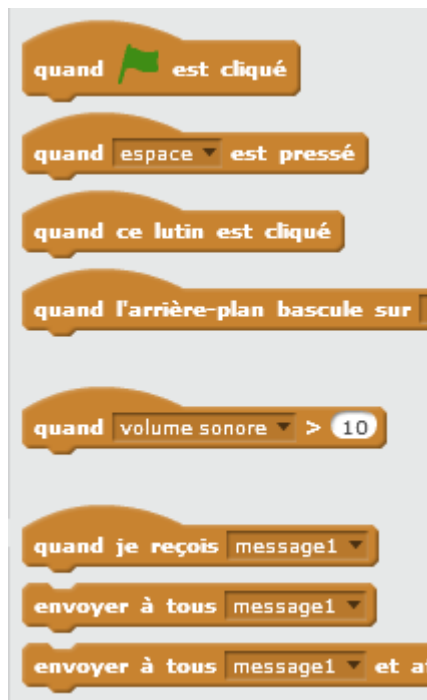 quand est cliqué
quand espace est pressé
quand ce lutin est cliqué
quand l'arrière-plan bascule sur
quand volume sonore > 10
quand je reçois message1
envoyer à tous message1
envoyer à tous message1 et